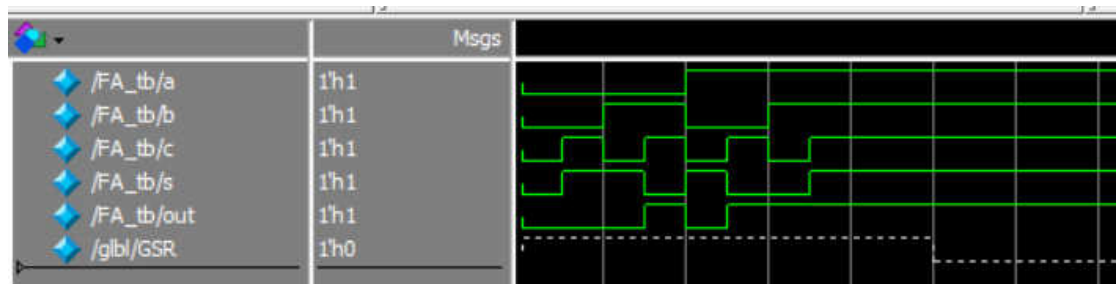 Msgs
/FA_tb/a 1'h1
/FA_tb/b 1'h1
/FA_tb/c 1'h1
/FA_tb/s 1'h1
/FA_tb/out 1'h1
/glbl/GSR 1'h0